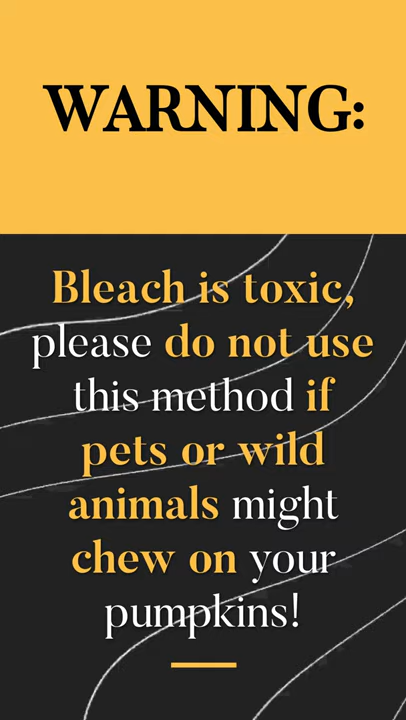 WARNING:
Bleach is toxic,
please do not use
this method if
pets or wild
animals might
chew on your
pumpkins!